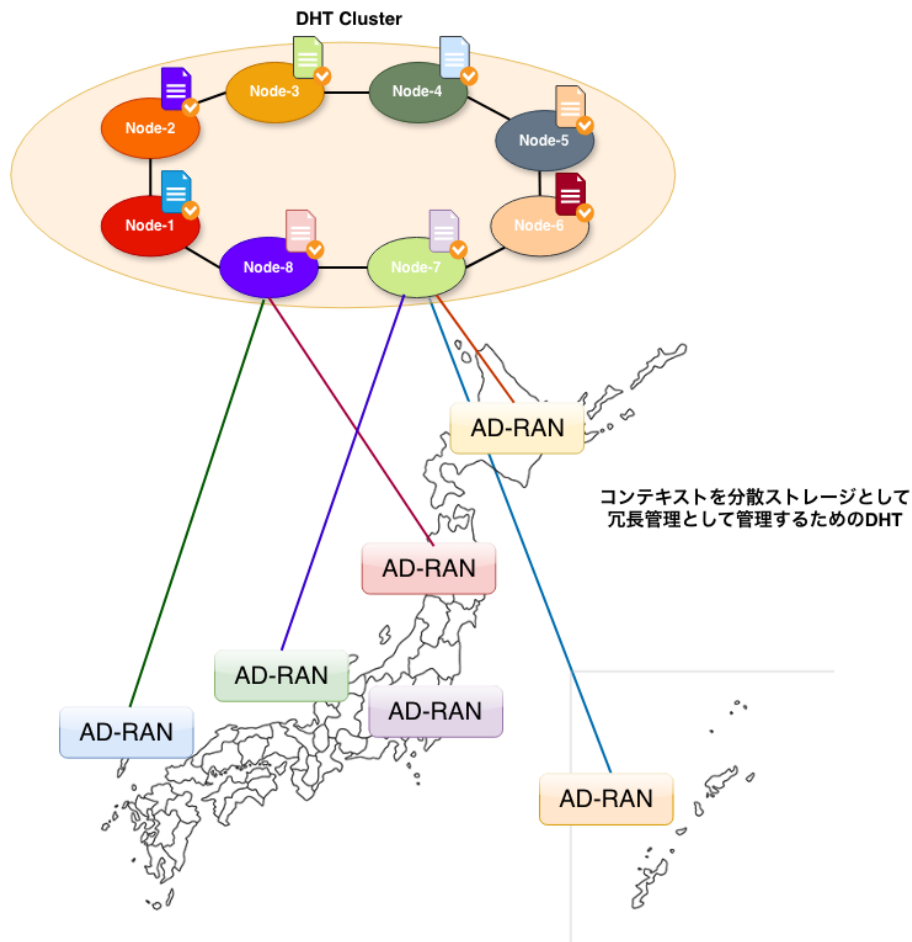 DHT Cluster
Node-3
Node-4
Node-2
Node-5
Node-1
Node-6
Node-8
Node-7
AD-RAN
コンテキストを分散ストレージとして
冗長管理として管理するためのDHT
AD-RAN
AD-RAN
AD-RAN
AD-RAN
AD-RAN